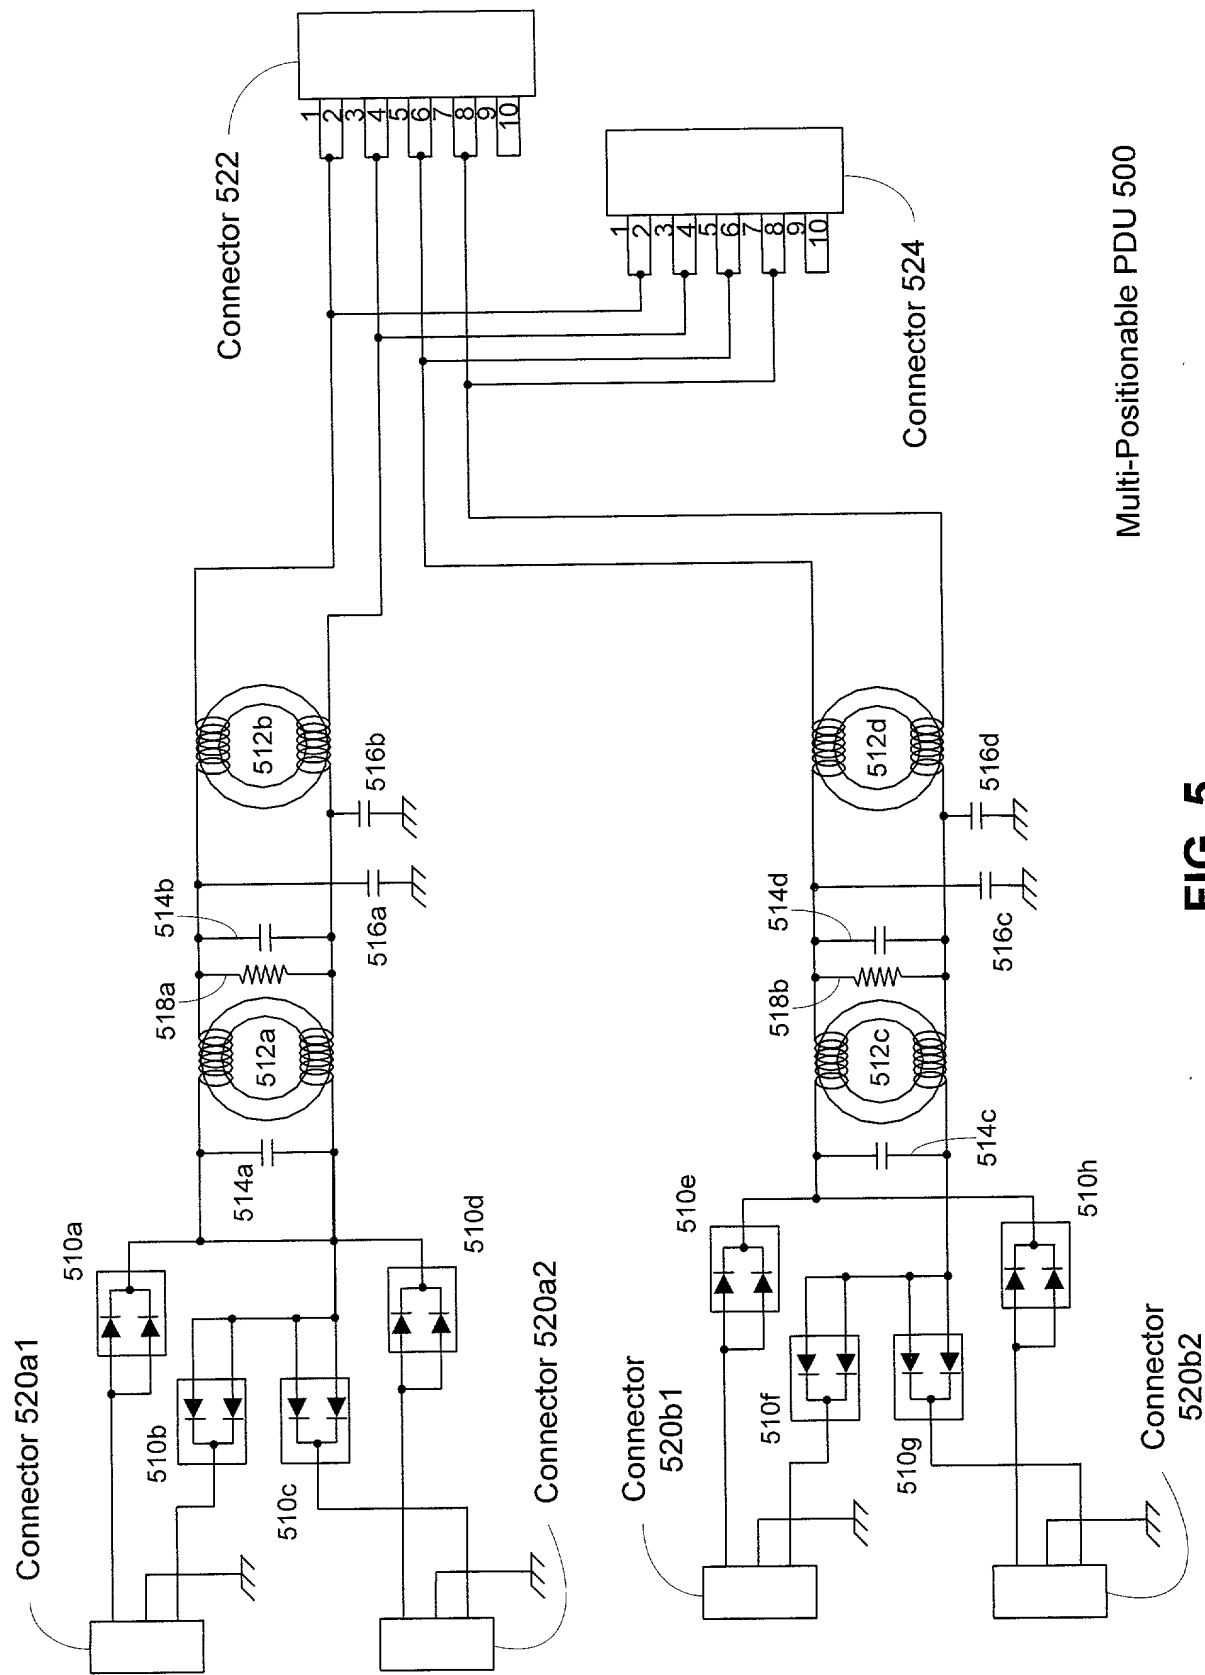 Connector 522
1
2
3
4
5
6
7
8
9
10
Connector 524
1
2
3
4
5
6
7
8
9
10
Multi-Positionable PDU 500
512b
516b
514b
516a
518a
512a
514a
510a
510d
510b
510c
Connector 520a1
Connector 520a2
512d
516d
514d
516c
518b
512c
514c
510e
510h
510f
510g
Connector
520b1
Connector
520b2
FIG. 5